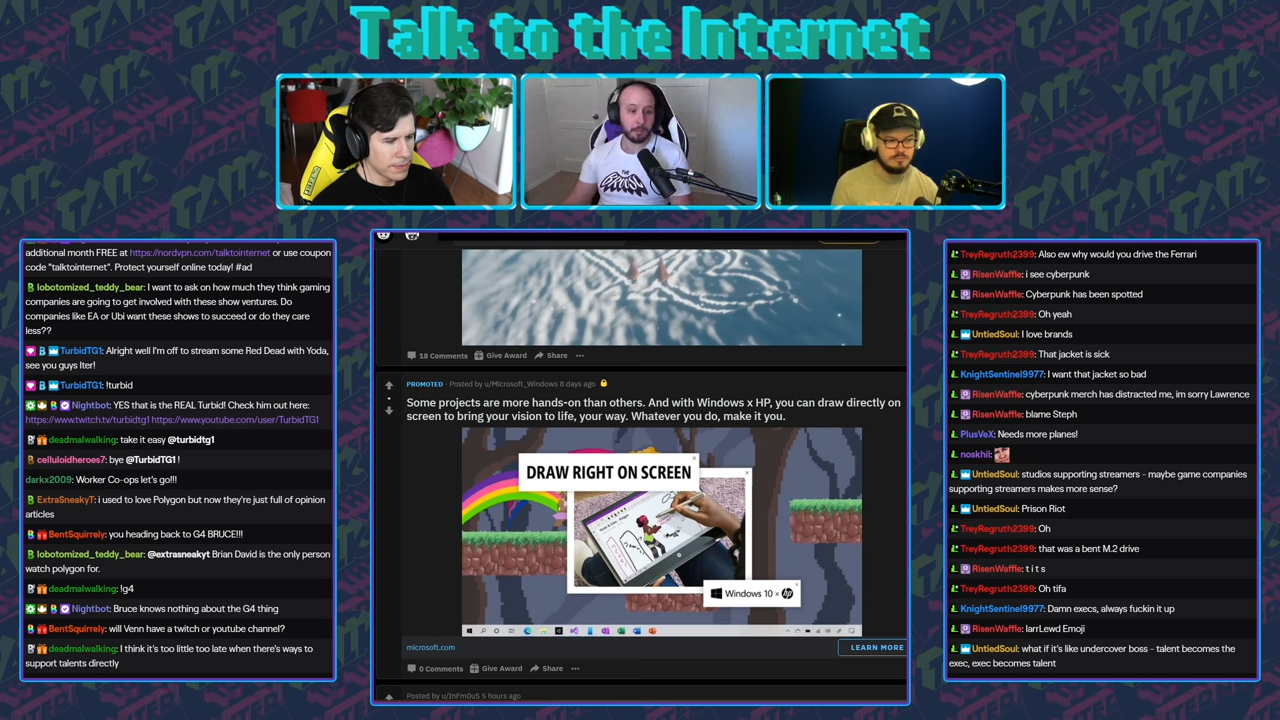 Talk to the Internet
additional month FREE at https://nordvpn.com/talktointernet or use coupon
code "talktointernet". Protect yourself online today! #ad
lobotomized_teddy_bear: I want to ask on how much they think gaming
companies are going to get involved with these show ventures. Do
companies like EA or Ubi want these shows to succeed or do they care
less??
TurbidTG1: Alright well I'm off to stream some Red Dead with Yoda,
see you guys lter!
TurbidTG1: !turbid
Nightbot: YES that is the REAL Turbid! Check him out here:
https://www.twitch.tv/turbidtg1 https://www.youtube.com/user/TurbidTG1
deadmalwalking: take it easy @turbidtg1
celluloidheroes7: bye @TurbidTG1 !
darkx2009: Worker Co-ops let's go!!!
ExtraSneakyT: i used to love Polygon but now they're just full of opinion
articles
BentSquirrely: you heading back to G4 BRUCE!!!
lobotomized_teddy_bear: @extrasneakyt Brian David is the only person
watch polygon for.
deadmalwalking: !g4
Nightbot: Bruce knows nothing about the G4 thing
BentSquirrely: will Venn have a twitch or youtube channel?
deadmalwalking: I think it's too little too late when there's ways to
support talents directly
18 Comments Give Award Share
PROMOTED · Posted by u/Microsoft_Windows 8 days ago
Some projects are more hands-on than others. And with Windows x HP, you can draw directly on
screen to bring your vision to life, your way. Whatever you do, make it you.
DRAW RIGHT ON SCREEN
Windows 10 × hp
microsoft.com
LEARN MORE
0 Comments Give Award Share
Posted by u/InFmOuS 5 hours ago
TreyRegruth2399: Also ew why would you drive the Ferrari
RisenWaffle: i see cyberpunk
RisenWaffle: Cyberpunk has been spotted
TreyRegruth2399: Oh yeah
UntiedSoul: I love brands
TreyRegruth2399: That jacket is sick
KnightSentinel9977: I want that jacket so bad
RisenWaffle: cyberpunk merch has distracted me, im sorry Lawrence
RisenWaffle: blame Steph
PlusVeX: Needs more planes!
noskhii:
UntiedSoul: studios supporting streamers - maybe game companies
supporting streamers makes more sense?
UntiedSoul: Prison Riot
TreyRegruth2399: Oh
TreyRegruth2399: that was a bent M.2 drive
RisenWaffle: t i t s
TreyRegruth2399: Oh tifa
KnightSentinel9977: Damn execs, always fuckin it up
RisenWaffle: larrLewd Emoji
UntiedSoul: what if it's like undercover boss - talent becomes the
exec, exec becomes talent